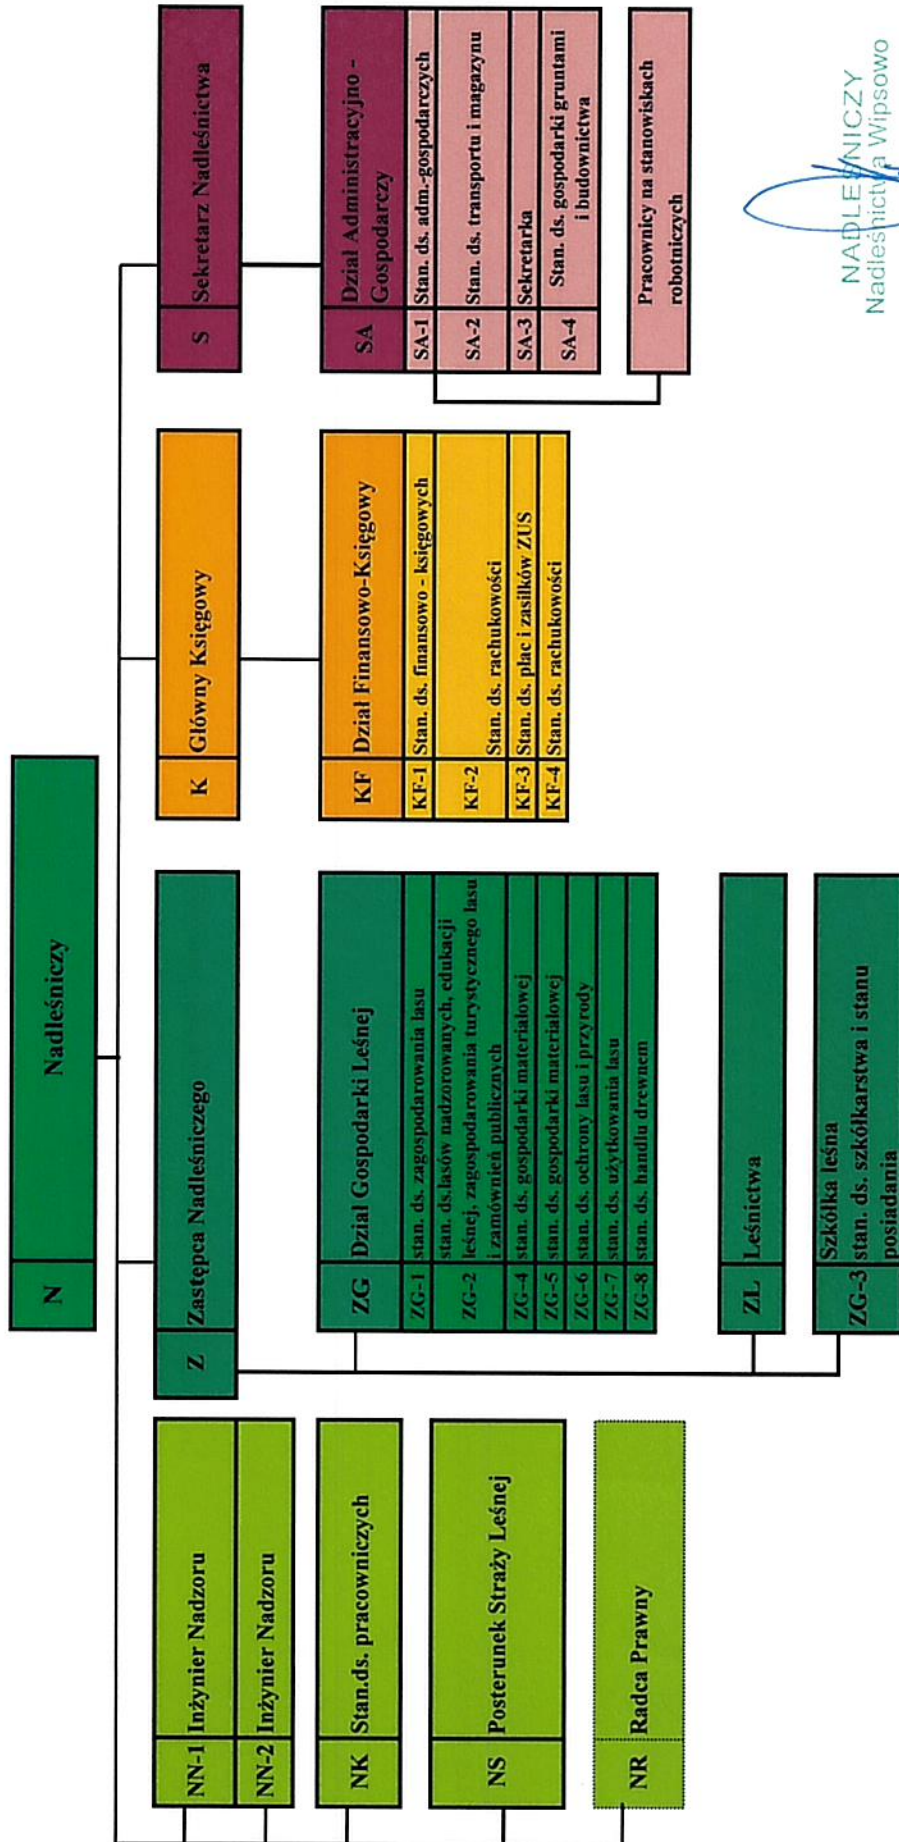 N Nadleśniczy
NN-1 Inżynier Nadzoru
NN-2 Inżynier Nadzoru
NK Stan.ds. pracowniczych
NS Posterunek Straży Leśnej
NR Radca Prawny
Z Zastępca Nadleśniczego
ZG Dział Gospodarki Leśnej
ZG-1 stan. ds. zagospodarowania lasu
ZG-2 stan. ds.lasów nadzorowanych, edukacji
leśnej, zagospodarowania turystycznego lasu
i zamówień publicznych
ZG-4 stan. ds. gospodarki materiałowej
ZG-5 stan. ds. gospodarki materiałowej
ZG-6 stan. ds. ochrony lasu i przyrody
ZG-7 stan. ds. użytkowania lasu
ZG-8 stan. ds. handlu drewnem
ZL Leśnictwa
ZG-3 Szkółka leśna
stan. ds. szkółkarstwa i stanu
posiadania
K Główny Księgowy
KF Dział Finansowo-Księgowy
KF-1 Stan. ds. finansowo - księgowych
KF-2 Stan. ds. rachukowości
KF-3 Stan. ds. płac i zasiłków ZUS
KF-4 Stan. ds. rachukowości
S Sekretarz Nadleśnictwa
SA Dział Administracyjno -
Gospodarczy
SA-1 Stan. ds. adm.-gospodarczych
SA-2 Stan. ds. transportu i magazynu
SA-3 Sekretarka
SA-4 Stan. ds. gospodarki gruntami
i budownictwa
Pracownicy na stanowiskach
robotniczych
NADLEŚNICZY
Nadleśnictwa Wipsowo